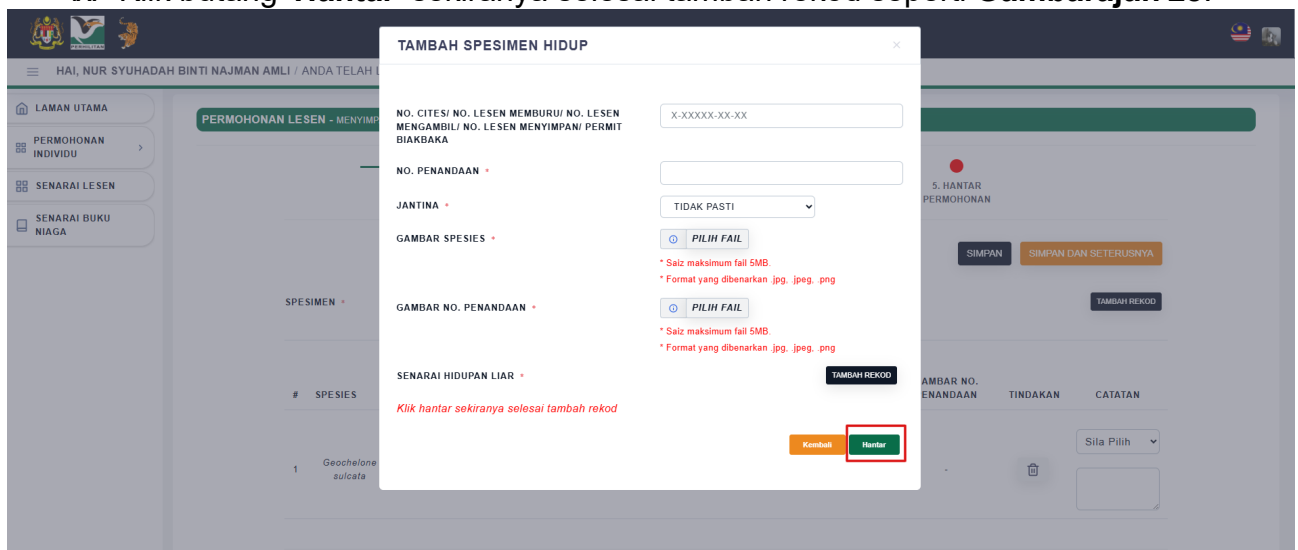 Klik butang "Hantar" sekiranya selesai tambah rekod seperti Gambarajah
PERHILITAN
HAI, NUR SYUHADAH BINTI NAJMAN AMLI / ANDA TELAH L
LAMAN UTAMA
PERMOHONAN
INDIVIDU
SENARAI LESEN
SENARAI BUKU
NIAGA
PERMOHONAN LESEN - MENYIMP
TAMBAH SPESIMEN HIDUP
×
NO. CITES/ NO. LESEN MEMBURU/ NO. LESEN
MENGAMBIL/ NO. LESEN MENYIMPAN/ PERMIT
BIAKBAKA
X-XXXXX-XX-XX
NO. PENANDAAN *
JANTINA *
TIDAK PASTI
GAMBAR SPESIES *
PILIH FAIL
* Saiz maksimum fail 5MB.
* Format yang dibenarkan .jpg, .jpeg, .png
GAMBAR NO. PENANDAAN *
PILIH FAIL
* Saiz maksimum fail 5MB.
* Format yang dibenarkan .jpg, .jpeg, .png
SENARAI HIDUPAN LIAR *
TAMBAH REKOD
Klik hantar sekiranya selesai tambah rekod
Kembali
Hantar
5. HANTAR
PERMOHONAN
SIMPAN
SIMPAN DAN SETERUSNYA
SPESIMEN *
TAMBAH REKOD
# SPESIES
AMBAR NO.
ENANDAAN
TINDAKAN
CATATAN
1
Geochelone
sulcata
-
Sila Pilih